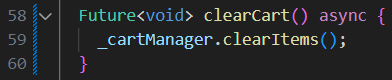 58 Future<void> clearCart() async {
59 _cartManager.clearItems();
60 }